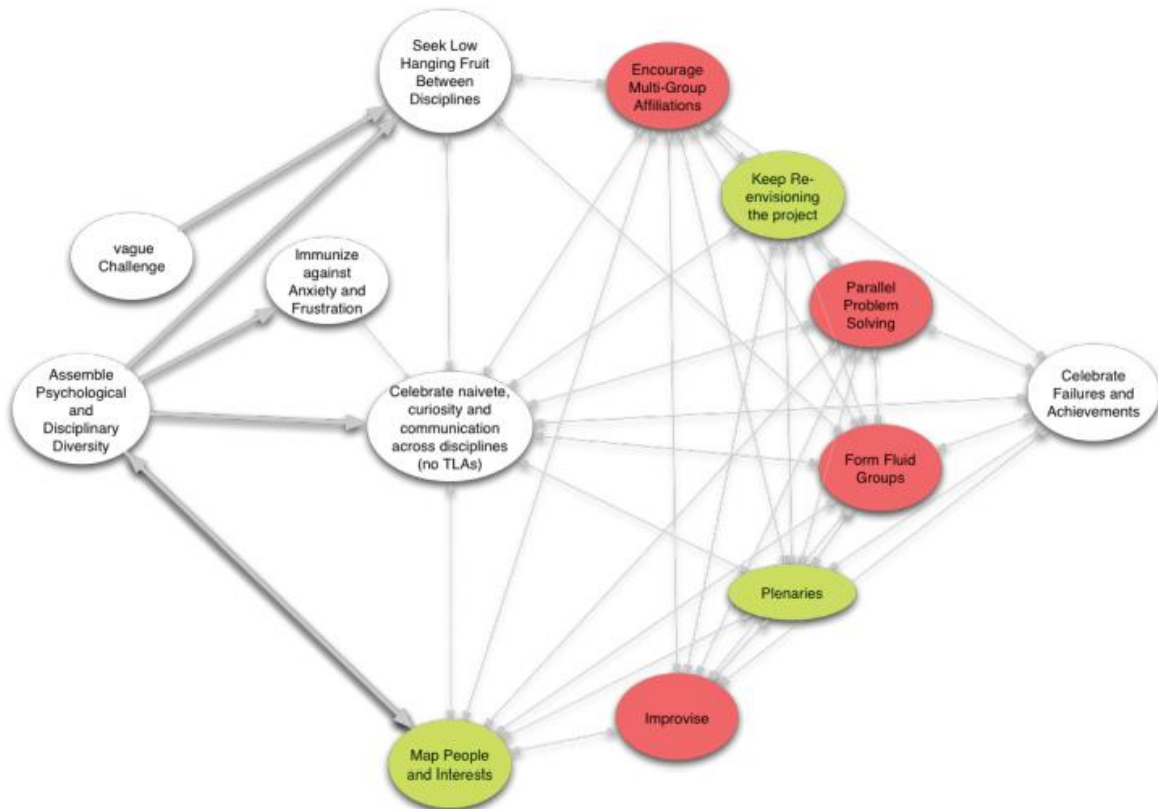 Seek Low
Hanging Fruit
Between
Disciplines
Encourage
Multi-Group
Affiliations
Keep Re-
envisioning
the project
vague
Challenge
Immunize
against
Anxiety and
Frustration
Parallel
Problem
Solving
Assemble
Psychological
and
Disciplinary
Diversity
Celebrate naivete,
curiosity and
communication
across disciplines
(no TLAs)
Celebrate
Failures and
Achievements
Form Fluid
Groups
Plenaries
Improvise
Map People
and Interests